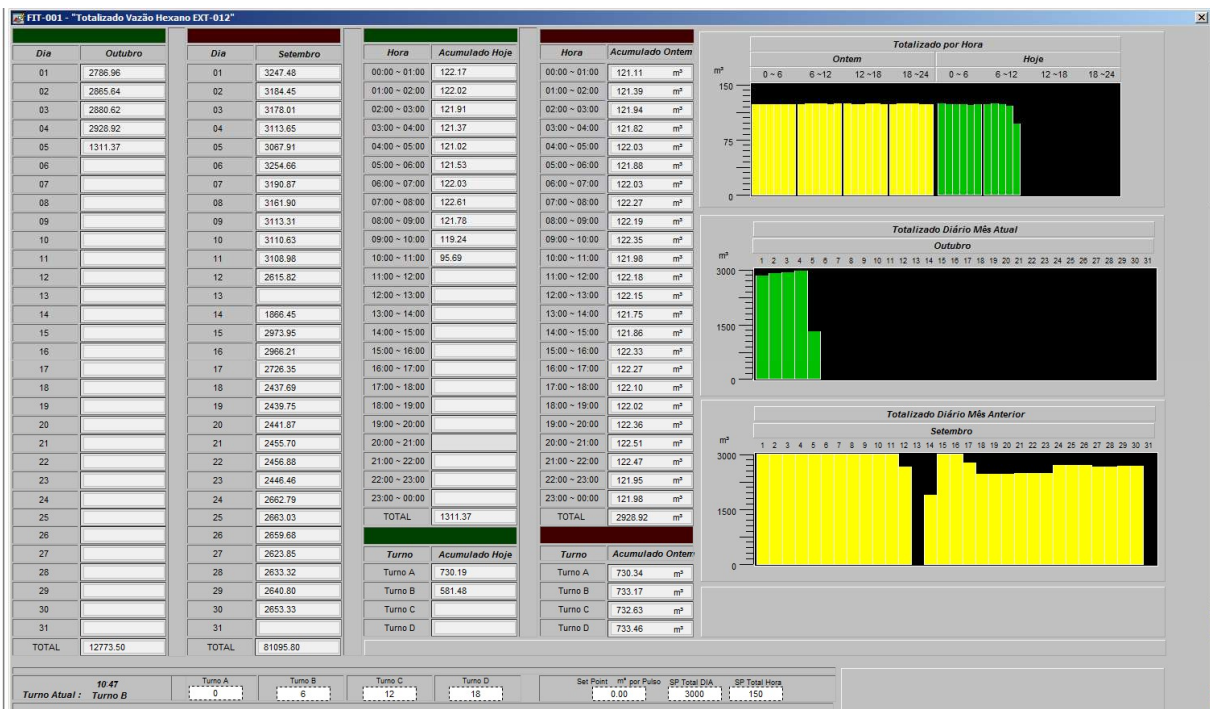 FIT-001 - "Totalizado Vazão Hexano EXT-012"
Dia Outubro
01 2786.96
02 2865.64
03 2880.62
04 2928.92
05 1311.37
06
07
08
09
10
11
12
13
14
15
16
17
18
19
20
21
22
23
24
25
26
27
28
29
30
31
TOTAL 12773.50
Dia Setembro
01 3247.48
02 3184.45
03 3178.01
04 3113.65
05 3067.91
06 3254.66
07 3190.87
08 3161.90
09 3113.31
10 3110.63
11 3108.98
12 2615.82
13
14 1866.45
15 2973.95
16 2966.21
17 2726.35
18 2437.69
19 2439.75
20 2441.87
21 2455.70
22 2456.88
23 2446.46
24 2662.79
25 2663.03
26 2659.68
27 2623.85
28 2633.32
29 2640.80
30 2653.33
31
TOTAL 81095.80
Hora Acumulado Hoje
00:00 ~ 01:00 122.17
01:00 ~ 02:00 122.02
02:00 ~ 03:00 121.91
03:00 ~ 04:00 121.37
04:00 ~ 05:00 121.02
05:00 ~ 06:00 121.53
06:00 ~ 07:00 122.03
07:00 ~ 08:00 122.61
08:00 ~ 09:00 121.78
09:00 ~ 10:00 119.24
10:00 ~ 11:00 95.69
11:00 ~ 12:00
12:00 ~ 13:00
13:00 ~ 14:00
14:00 ~ 15:00
15:00 ~ 16:00
16:00 ~ 17:00
17:00 ~ 18:00
18:00 ~ 19:00
19:00 ~ 20:00
20:00 ~ 21:00
21:00 ~ 22:00
22:00 ~ 23:00
23:00 ~ 00:00
TOTAL 1311.37
Turno Acumulado Hoje
Turno A 730.19
Turno B 581.48
Turno C
Turno D
Hora Acumulado Ontem
00:00 ~ 01:00 121.11 m³
01:00 ~ 02:00 121.39 m³
02:00 ~ 03:00 121.94 m³
03:00 ~ 04:00 121.82 m³
04:00 ~ 05:00 122.03 m³
05:00 ~ 06:00 121.88 m³
06:00 ~ 07:00 122.03 m³
07:00 ~ 08:00 122.27 m³
08:00 ~ 09:00 122.19 m³
09:00 ~ 10:00 122.35 m³
10:00 ~ 11:00 121.98 m³
11:00 ~ 12:00 122.18 m³
12:00 ~ 13:00 122.15 m³
13:00 ~ 14:00 121.75 m³
14:00 ~ 15:00 121.86 m³
15:00 ~ 16:00 122.33 m³
16:00 ~ 17:00 122.27 m³
17:00 ~ 18:00 122.10 m³
18:00 ~ 19:00 122.02 m³
19:00 ~ 20:00 122.36 m³
20:00 ~ 21:00 122.51 m³
21:00 ~ 22:00 122.47 m³
22:00 ~ 23:00 121.95 m³
23:00 ~ 00:00 121.98 m³
TOTAL 2928.92 m³
Turno Acumulado Ontem
Turno A 730.34 m³
Turno B 733.17 m³
Turno C 732.63 m³
Turno D 733.46 m³
Totalizado por Hora
Ontem Hoje
m³ 0 ~ 6 6 ~12 12 ~18 18 ~24 0 ~ 6 6 ~12 12 ~18 18 ~24
150
75
0
Totalizado Diário Mês Atual
Outubro
m³ 1 2 3 4 5 6 7 8 9 10 11 12 13 14 15 16 17 18 19 20 21 22 23 24 25 26 27 28 29 30 31
3000
1500
0
Totalizado Diário Mês Anterior
Setembro
m³ 1 2 3 4 5 6 7 8 9 10 11 12 13 14 15 16 17 18 19 20 21 22 23 24 25 26 27 28 29 30 31
3000
1500
0
10:47
Turno Atual : Turno B
Turno A Turno B Turno C Turno D
0 6 12 18
Set Point m³ por Pulso SP Total DIA SP Total Hora
0.00 3000 150